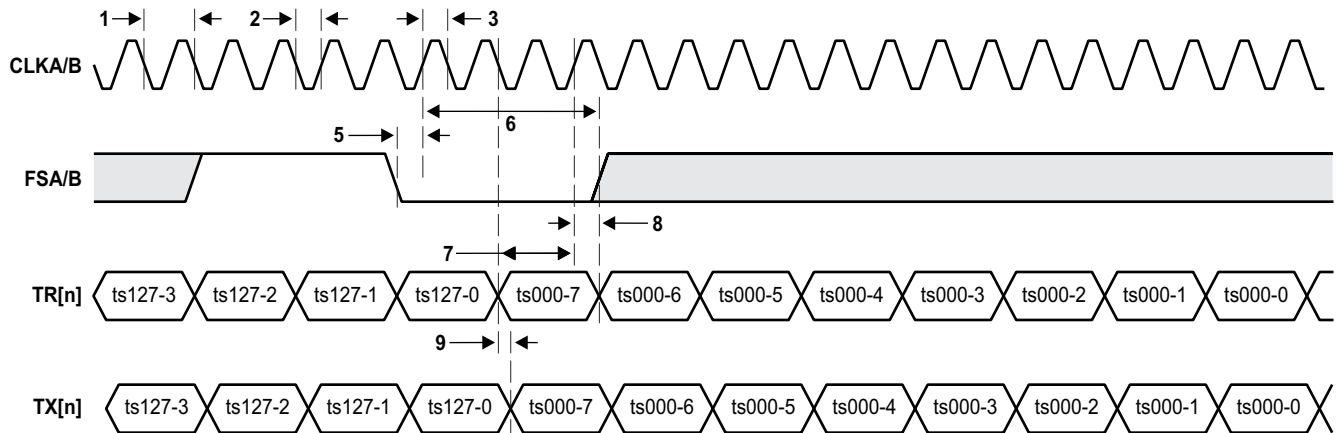 1 2 3
CLKA/B
5 6
FSA/B
8
7
TR[n] ts127-3 ts127-2 ts127-1 ts127-0 ts000-7 ts000-6 ts000-5 ts000-4 ts000-3 ts000-2 ts000-1 ts000-0
9
TX[n] ts127-3 ts127-2 ts127-1 ts127-0 ts000-7 ts000-6 ts000-5 ts000-4 ts000-3 ts000-2 ts000-1 ts000-0